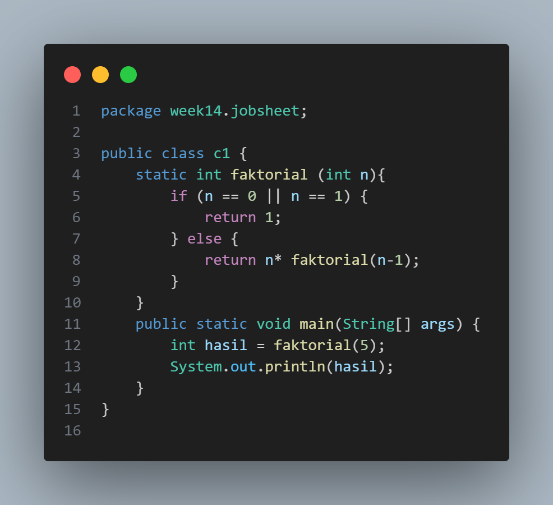 1 package week14.jobsheet;
2
3 public class c1 {
4     static int faktorial (int n){
5         if (n == 0 || n == 1) {
6             return 1;
7         } else {
8             return n* faktorial(n-1);
9         }
10     }
11     public static void main(String[] args) {
12         int hasil = faktorial(5);
13         System.out.println(hasil);
14     }
15 }
16